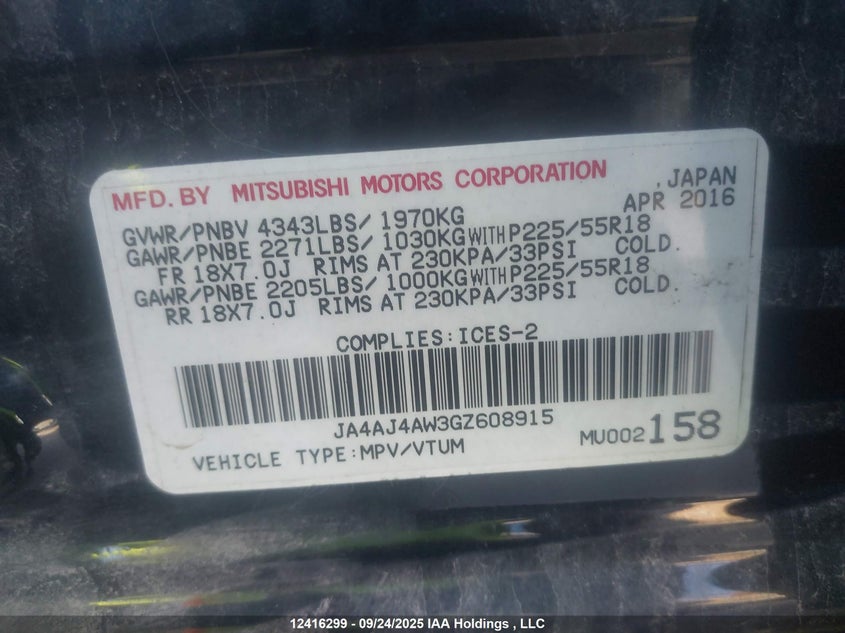 MFD. BY MITSUBISHI MOTORS CORPORATION ,JAPAN
GVWR/PNBV 4343LBS/ 1970KG APR 2016
GAWR/PNBE 2271LBS/ 1030KG WITH P225/55R18
FR 18X7.0J RIMS AT 230KPA/33PSI COLD.
GAWR/PNBE 2205LBS/ 1000KG WITH P225/55R18
RR 18X7.0J RIMS AT 230KPA/33PSI COLD.
COMPLIES:ICES-2
JA4AJ4AW3GZ608915
VEHICLE TYPE:MPV/VTUM MU002158
12416299 - 09/24/2025 IAA Holdings , LLC